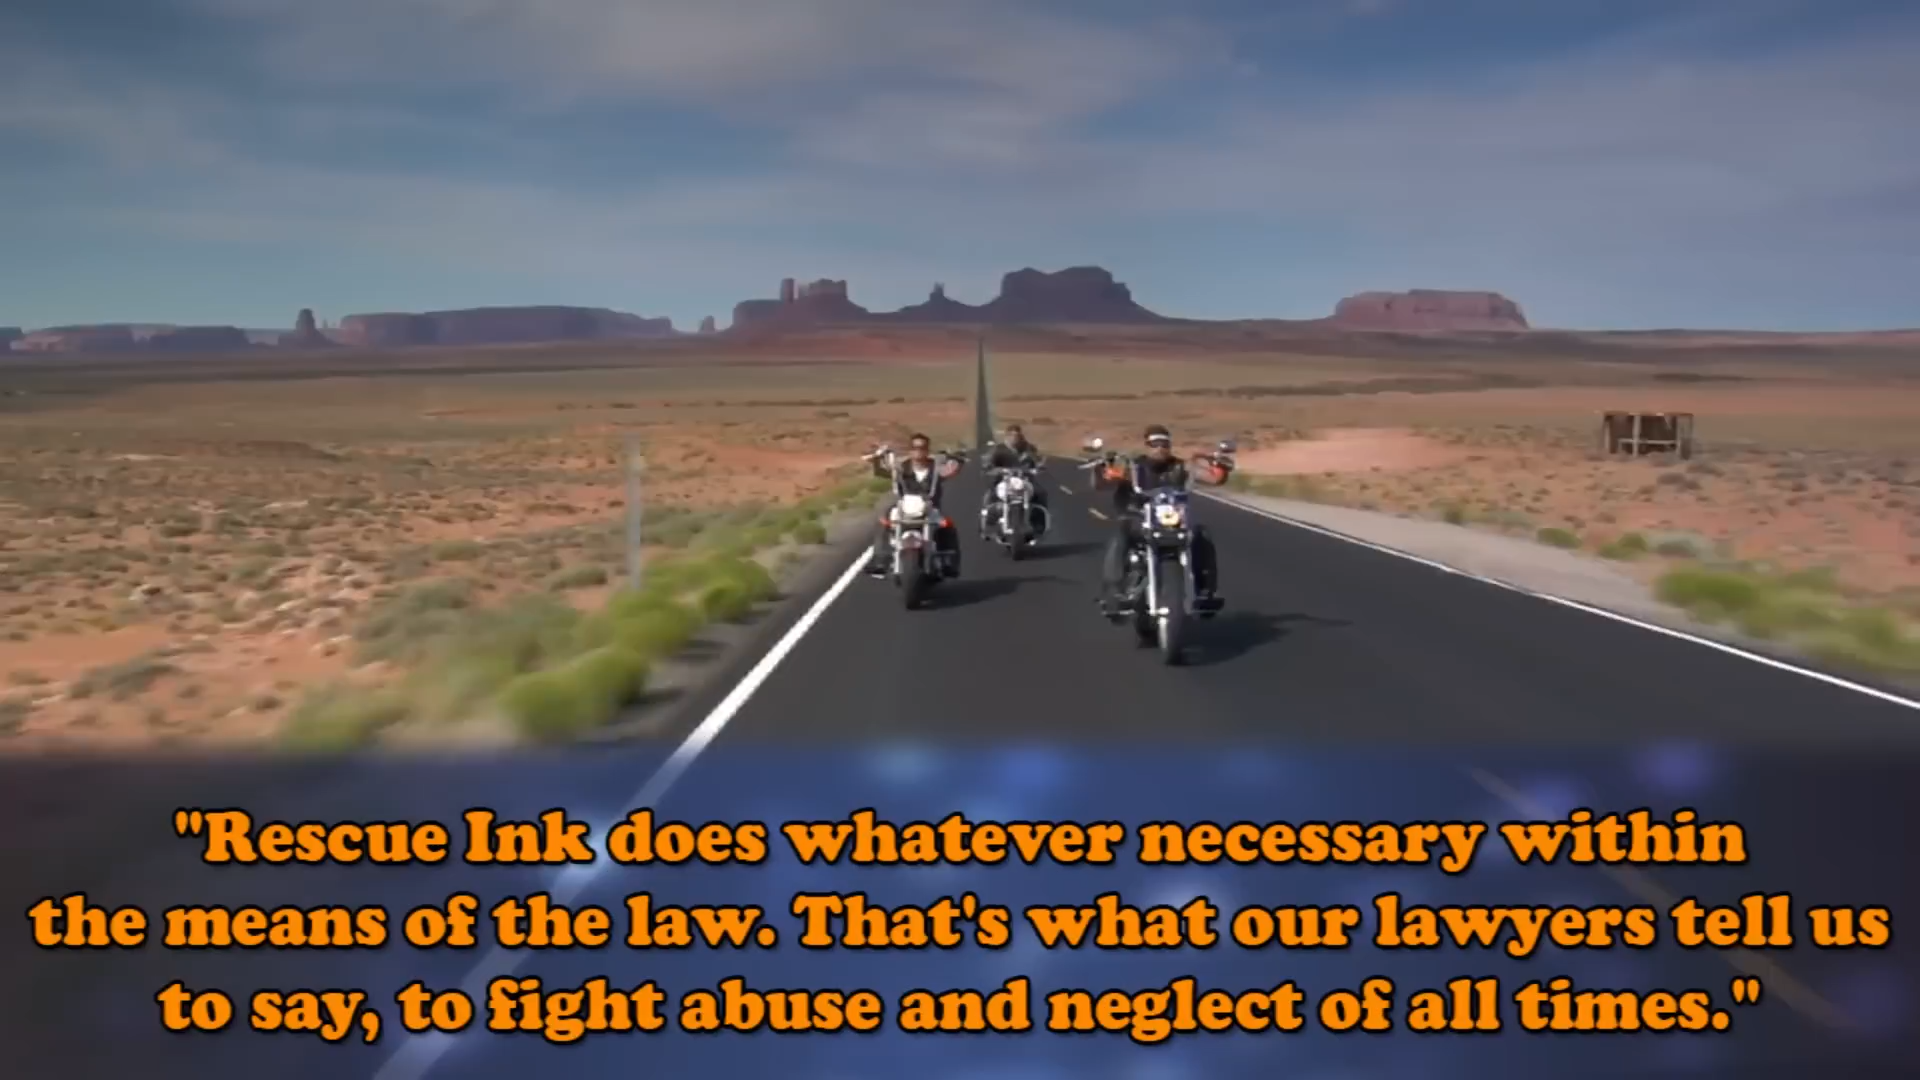 "Rescue Ink does whatever necessary within
the means of the law. That's what our lawyers tell us
to say, to fight abuse and neglect of all times."